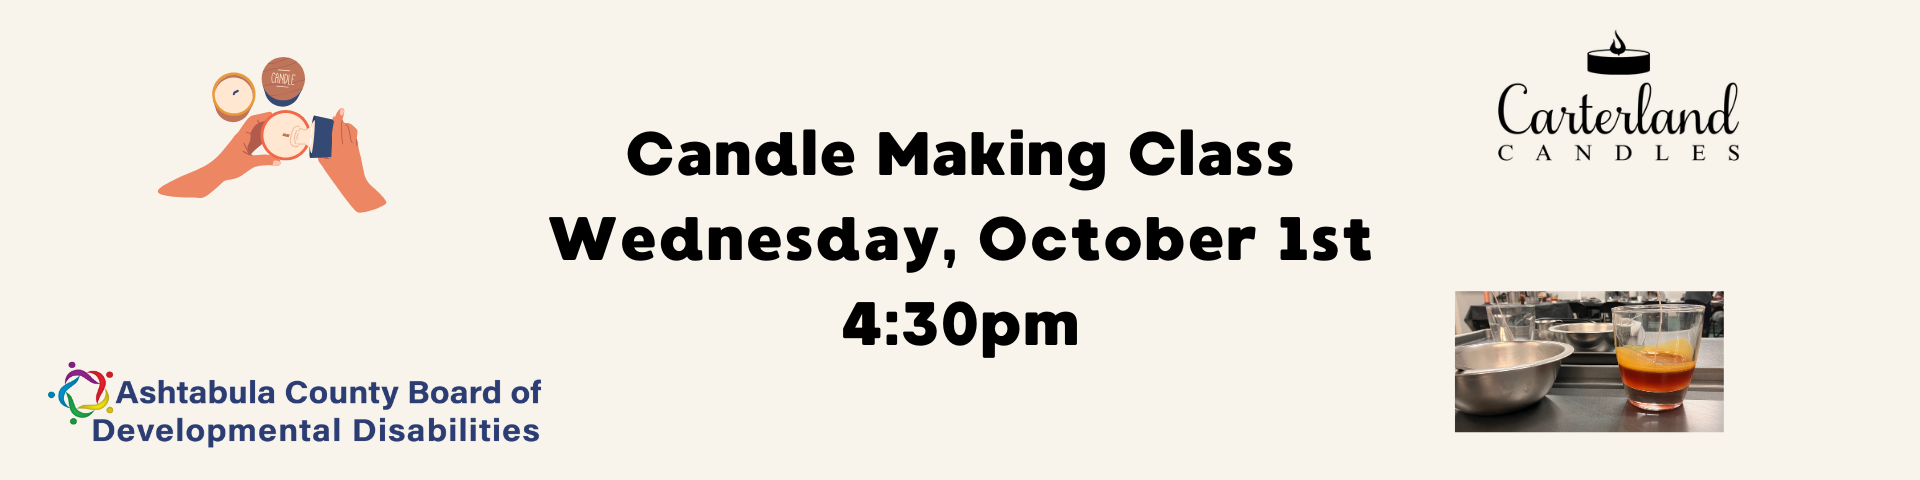 CANDLE
Carterland
CANDLES
Candle Making Class
Wednesday, October 1st
4:30pm
Ashtabula County Board of
Developmental Disabilities